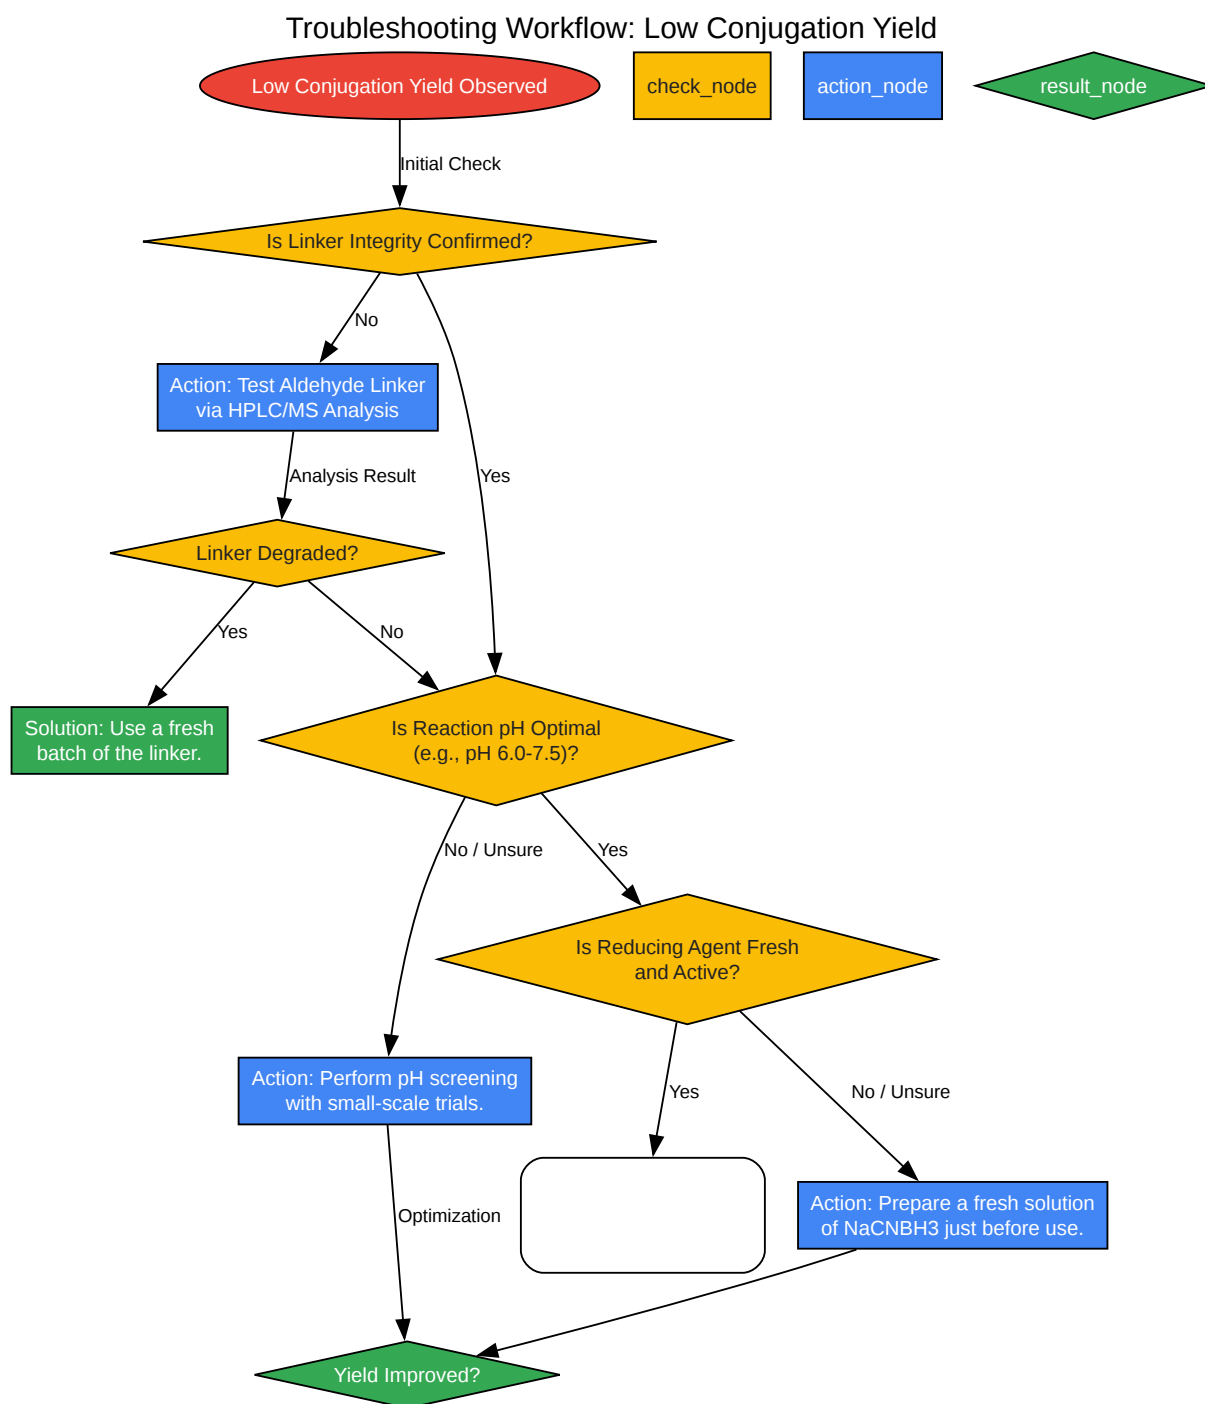 Troubleshooting Workflow: Low Conjugation Yield
Low Conjugation Yield Observed
check_node
action_node
result_node
Initial Check
Is Linker Integrity Confirmed?
No
Action: Test Aldehyde Linker
via HPLC/MS Analysis
Analysis Result
Yes
Linker Degraded?
Yes
No
Solution: Use a fresh
batch of the linker.
Is Reaction pH Optimal
(e.g., pH 6.0-7.5)?
No / Unsure
Yes
Is Reducing Agent Fresh
and Active?
Action: Perform pH screening
with small-scale trials.
Yes
No / Unsure
Optimization
Action: Prepare a fresh solution
of NaCNBH3 just before use.
Yield Improved?